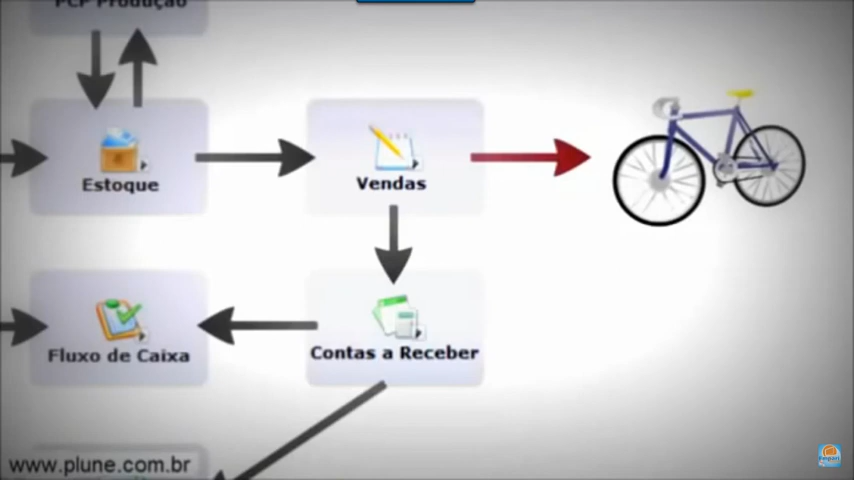 PCP Produção
Estoque
Vendas
Fluxo de Caixa
Contas a Receber
www.plune.com.br